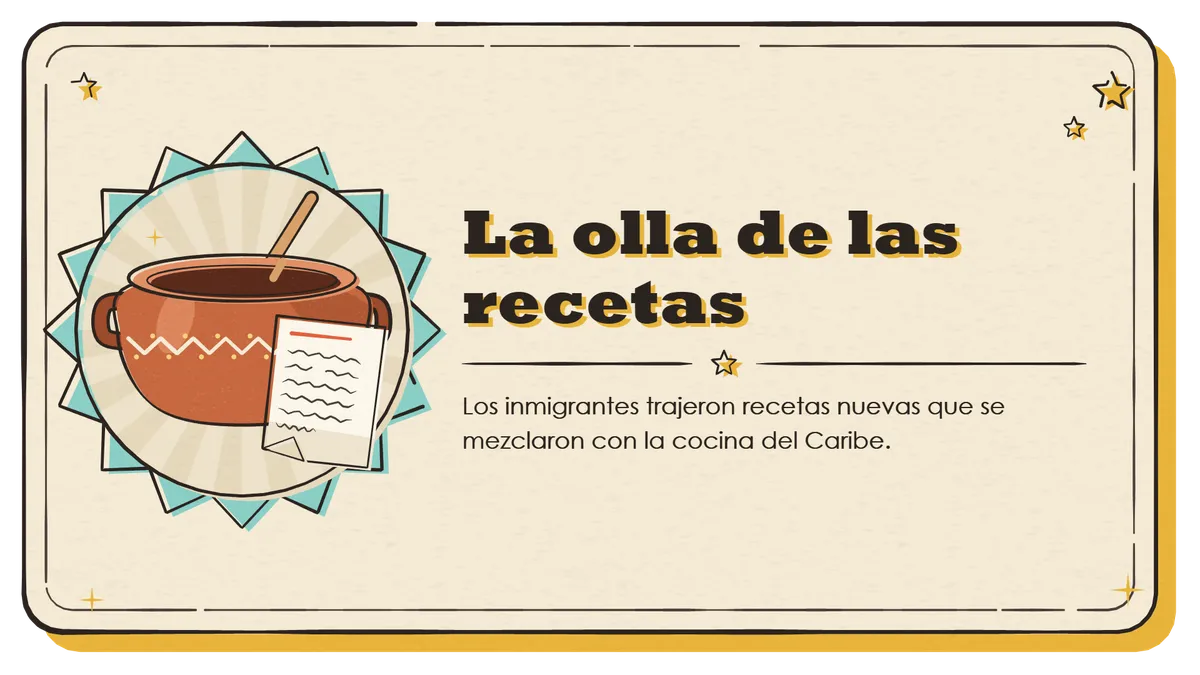 La olla de las
recetas
Los inmigrantes trajeron recetas nuevas que se
mezclaron con la cocina del Caribe.